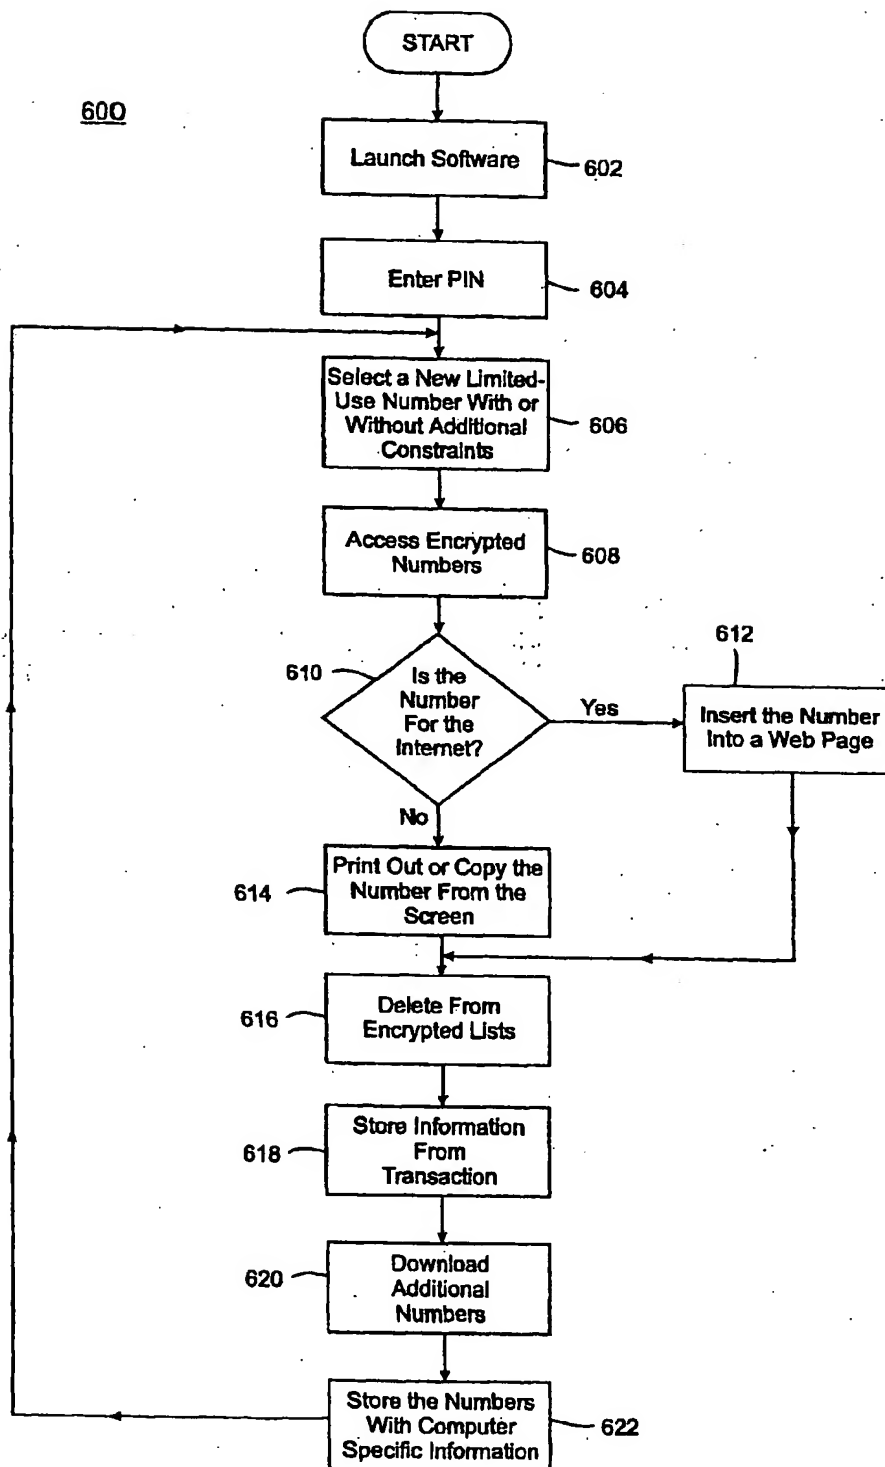 START
600
Launch Software
602
Enter PIN
604
Select a New Limited-
Use Number With or
Without Additional
Constraints
606
Access Encrypted
Numbers
608
610
Is the
Number
For the
Internet?
Yes
612
Insert the Number
Into a Web Page
No
614
Print Out or Copy the
Number From the
Screen
616
Delete From
Encrypted Lists
618
Store Information
From
Transaction
620
Download
Additional
Numbers
Store the Numbers
With Computer
Specific Information
622